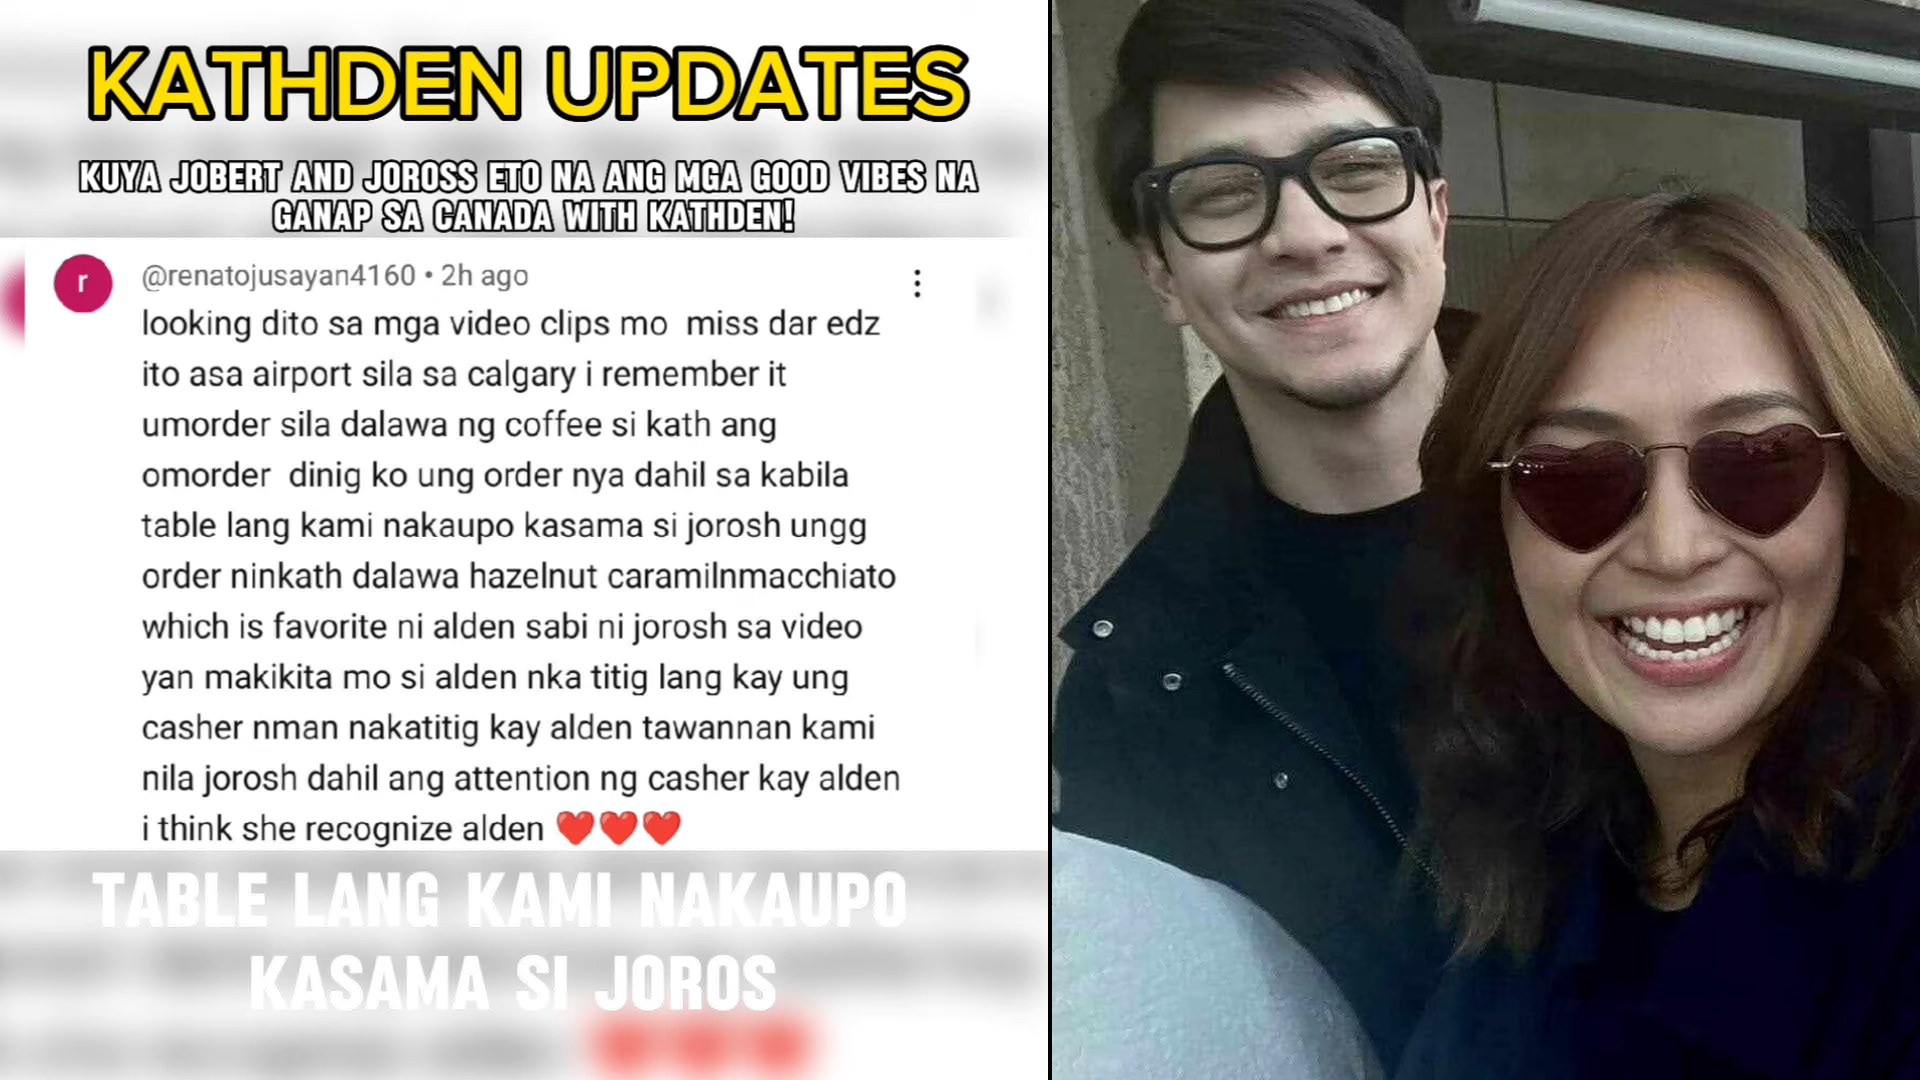 KATHDEN UPDATES
KUYA JOBERT AND JOROSS ETO NA ANG MGA GOOD VIBES NA
GANAP SA CANADA WITH KATHDEN!
r
@renatojusayan4160 • 2h ago
looking dito sa mga video clips mo miss dar edz
ito asa airport sila sa calgary i remember it
umorder sila dalawa ng coffee si kath ang
omorder dinig ko ung order nya dahil sa kabila
table lang kami nakaupo kasama si jorosh ungg
order ninkath dalawa hazelnut caramilnmacchiato
which is favorite ni alden sabi ni jorosh sa video
yan makikita mo si alden nka titig lang kay ung
casher nman nakatitig kay alden tawannan kami
nila jorosh dahil ang attention ng casher kay alden
i think she recognize alden ❤️❤️❤️
TABLE LANG KAMI NAKAUPO
KASAMA SI JOROS